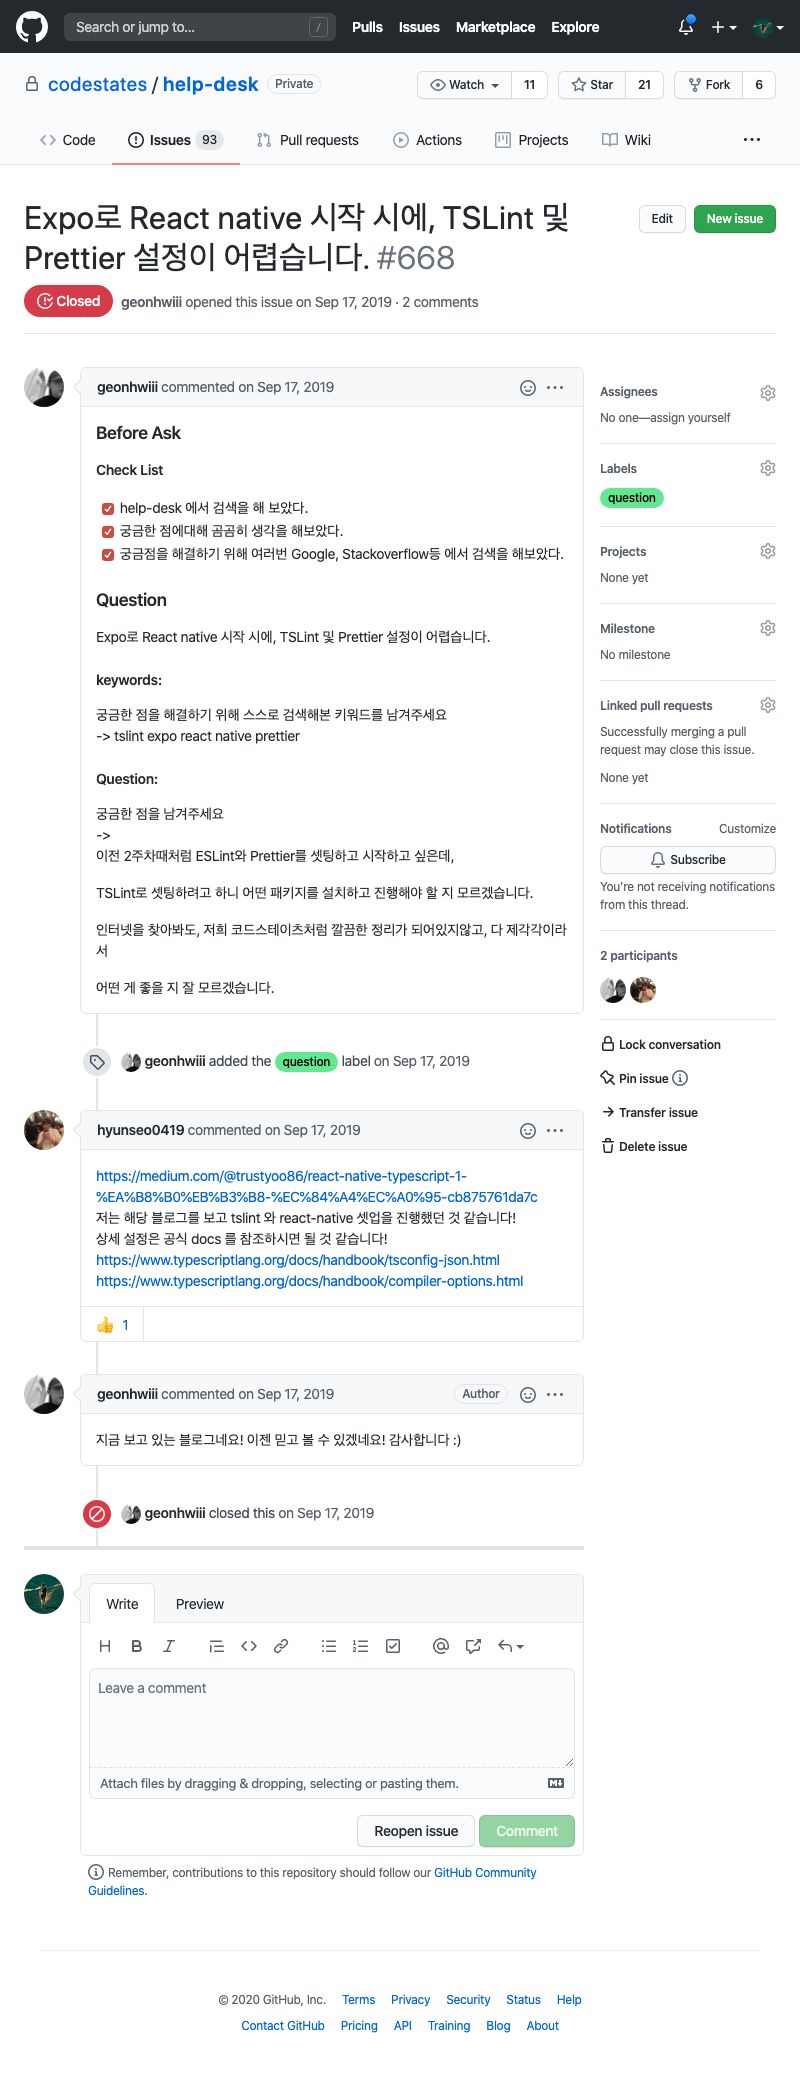 Search or jump to... /
Pulls Issues Marketplace Explore
codestates / help-desk Private
Watch 11 Star 21 Fork 6
Code Issues 93 Pull requests Actions Projects Wiki ...
Expo로 React native 시작 시에, TSLint 및
Prettier 설정이 어렵습니다. #668
Edit New issue
Closed geonhwiii opened this issue on Sep 17, 2019 · 2 comments
geonhwiii commented on Sep 17, 2019
Before Ask
Check List
help-desk 에서 검색을 해 보았다.
궁금한 점에대해 곰곰히 생각을 해보았다.
궁금점을 해결하기 위해 여러번 Google, Stackoverflow등 에서 검색을 해보았다.
Question
Expo로 React native 시작 시에, TSLint 및 Prettier 설정이 어렵습니다.
keywords:
궁금한 점을 해결하기 위해 스스로 검색해본 키워드를 남겨주세요
-> tslint expo react native prettier
Question:
궁금한 점을 남겨주세요
->
이전 2주차때처럼 ESLint와 Prettier를 셋팅하고 시작하고 싶은데,
TSLint로 셋팅하려고 하니 어떤 패키지를 설치하고 진행해야 할 지 모르겠습니다.
인터넷을 찾아봐도, 저희 코드스테이츠처럼 깔끔한 정리가 되어있지않고, 다 제각각이라
서
어떤 게 좋을 지 잘 모르겠습니다.
geonhwiii added the question label on Sep 17, 2019
hyunseo0419 commented on Sep 17, 2019
https://medium.com/@trustyoo86/react-native-typescript-1-
%EA%B8%B0%EB%B3%B8-%EC%84%A4%EC%A0%95-cb875761da7c
저는 해당 블로그를 보고 tslint 와 react-native 셋업을 진행했던 것 같습니다!
상세 설정은 공식 docs 를 참조하시면 될 것 같습니다!
https://www.typescriptlang.org/docs/handbook/tsconfig-json.html
https://www.typescriptlang.org/docs/handbook/compiler-options.html
👍 1
geonhwiii commented on Sep 17, 2019 Author
지금 보고 있는 블로그네요! 이젠 믿고 볼 수 있겠네요! 감사합니다 :)
geonhwiii closed this on Sep 17, 2019
Write Preview
Leave a comment
Attach files by dragging & dropping, selecting or pasting them.
Reopen issue Comment
Remember, contributions to this repository should follow our GitHub Community
Guidelines.
Assignees
No one—assign yourself
Labels
question
Projects
None yet
Milestone
No milestone
Linked pull requests
Successfully merging a pull
request may close this issue.
None yet
Notifications Customize
Subscribe
You're not receiving notifications
from this thread.
2 participants
Lock conversation
Pin issue
Transfer issue
Delete issue
© 2020 GitHub, Inc. Terms Privacy Security Status Help
Contact GitHub Pricing API Training Blog About